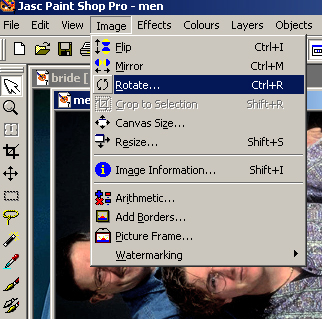 Jasc Paint Shop Pro - men
File Edit View Image Effects Colours Layers Objects
Flip Ctrl+I
Mirror Ctrl+M
Rotate... Ctrl+R
Crop to Selection Shift+R
Canvas Size...
Resize... Shift+S
Image Information... Shift+I
Arithmetic...
Add Borders...
Picture Frame...
Watermarking
bride [
me